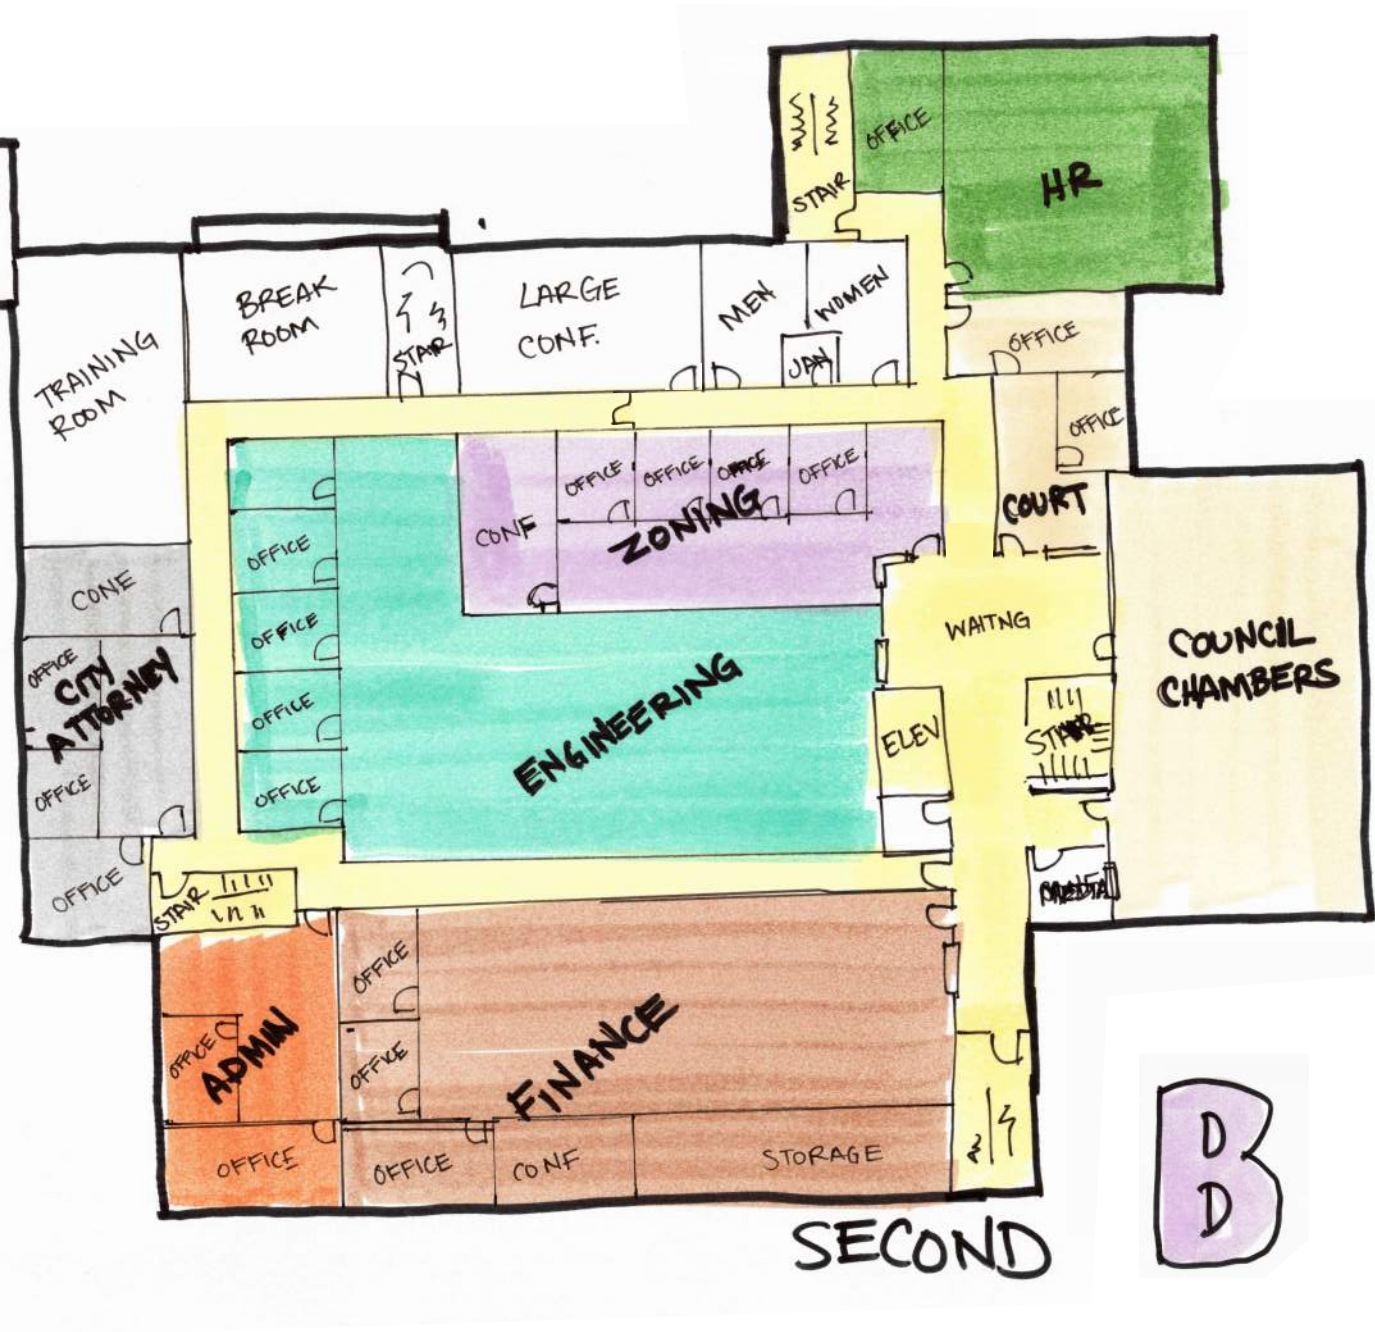 OFFICE
HR
STAIR
BREAK
ROOM
STAIR
LARGE
CONF.
MEN
WOMEN
JAN
OFFICE
TRAINING
ROOM
OFFICE
COURT
OFFICE
OFFICE
OFFICE
OFFICE
CONF
ZONING
OFFICE
OFFICE
OFFICE
OFFICE
CONF
OFFICE
CITY
ATTORNEY
OFFICE
OFFICE
WAITNG
COUNCIL
CHAMBERS
ENGINEERING
ELEV
STAIR
STAIR
OFFICE
ADMIN
OFFICE
OFFICE
OFFICE
FINANCE
OFFICE
CONF
STORAGE
SECOND
B
D
D